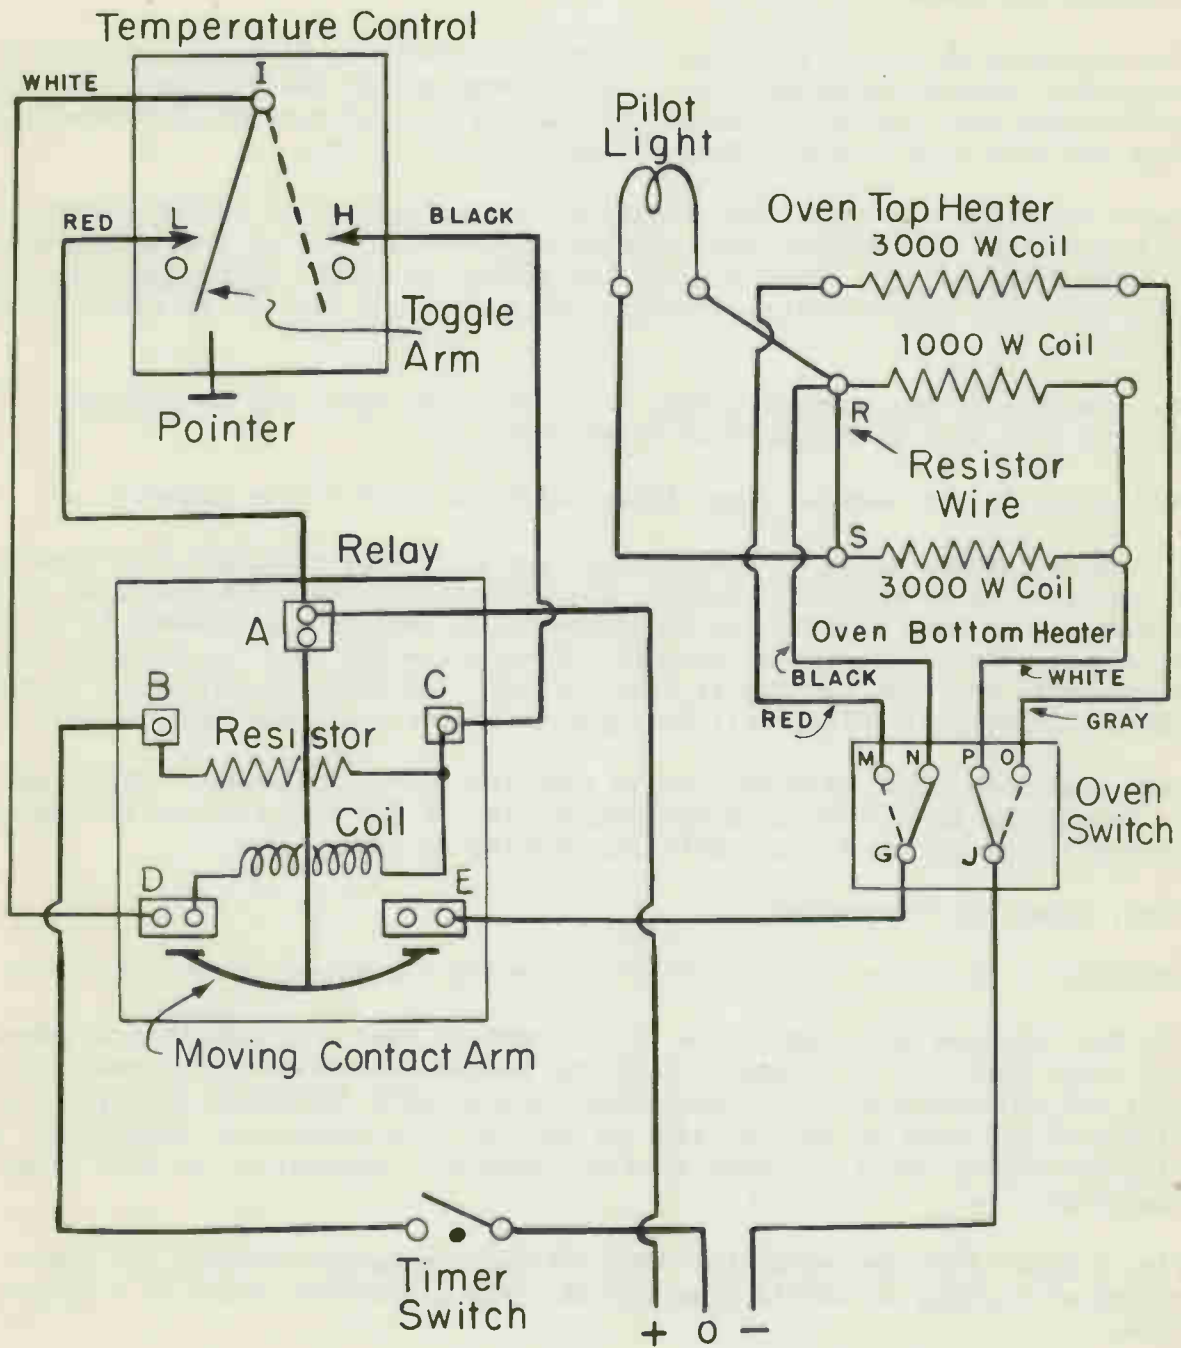 Temperature Control
WHITE
I
RED
L
H
BLACK
Toggle
Arm
Pointer
Pilot
Light
Oven Top Heater
3000 W Coil
1000 W Coil
R
Resistor
Wire
S
3000 W Coil
Oven Bottom Heater
BLACK
WHITE
RED
GRAY
M
N
P
O
Oven
Switch
G
J
Relay
A
B
C
Resistor
Coil
D
E
Moving Contact Arm
Timer
Switch
+
O
−